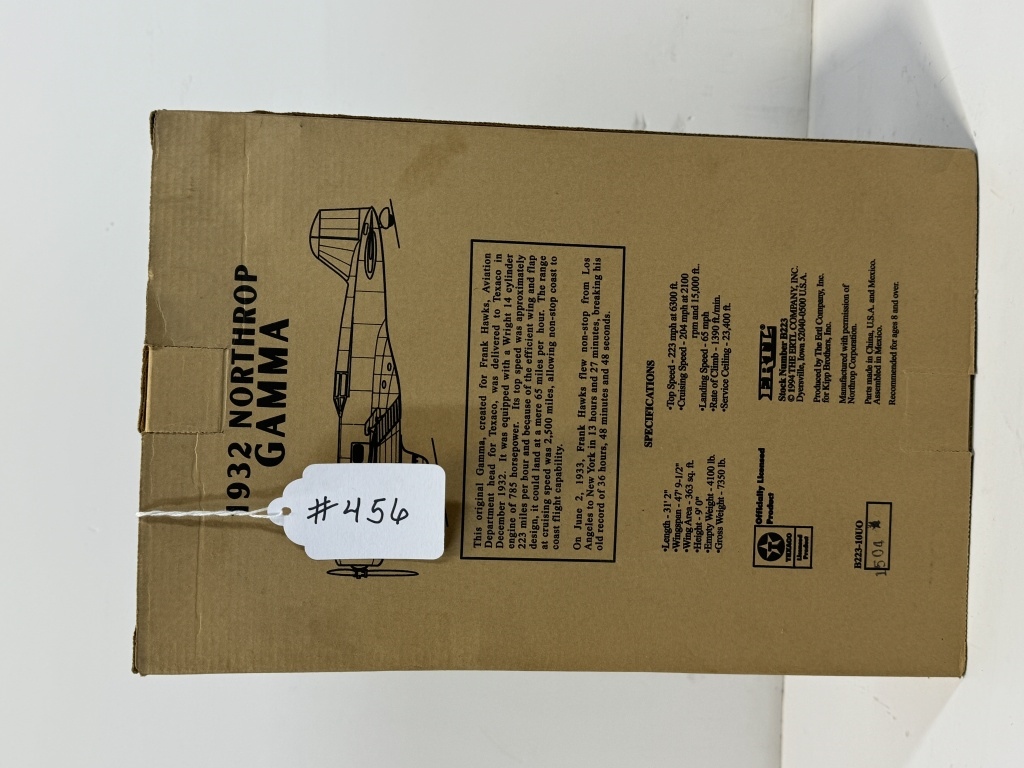 1932 NORTHROP
GAMMA
#456
This original Gamma, created for Frank Hawks, Aviation
Department head for Texaco, was delivered to Texaco in
December 1932. It was equipped with a Wright 14 cylinder
engine of 785 horsepower. Its top speed was approximately
223 miles per hour and because of the efficient wing and flap
design, it could land at a mere 65 miles per hour. The range
at cruising speed was 2,500 miles, allowing non-stop coast to
coast flight capability.
On June 2, 1933, Frank Hawks flew non-stop from Los
Angeles to New York in 13 hours and 27 minutes, breaking his
old record of 36 hours, 48 minutes and 48 seconds.
SPECIFICATIONS
•Length - 31' 2"
•Wingspan - 47' 9-1/2"
•Wing Area - 363 sq. ft.
•Height - 9' 0"
•Empty Weight - 4100 lb.
•Gross Weight - 7350 lb.
•Top Speed - 223 mph at 6300 ft.
•Cruising Speed - 204 mph at 2100
rpm and 15,000 ft.
•Landing Speed - 65 mph
•Rate of Climb - 1390 ft./min.
•Service Ceiling - 23,400 ft.
TEXACO
Licensed
Product
Officially Licensed
Product
ERTL
Stock Number B223
© 1994 THE ERTL COMPANY, INC.
Dyersville, Iowa 52040-0500 U.S.A.
Produced by The Ertl Company, Inc.
for Kipp Brothers, Inc.
Manufactured with permission of
Northrop Corporation.
Parts made in China, U.S.A. and Mexico.
Assembled in Mexico.
Recommended for ages 8 and over.
B223-10UO
1504